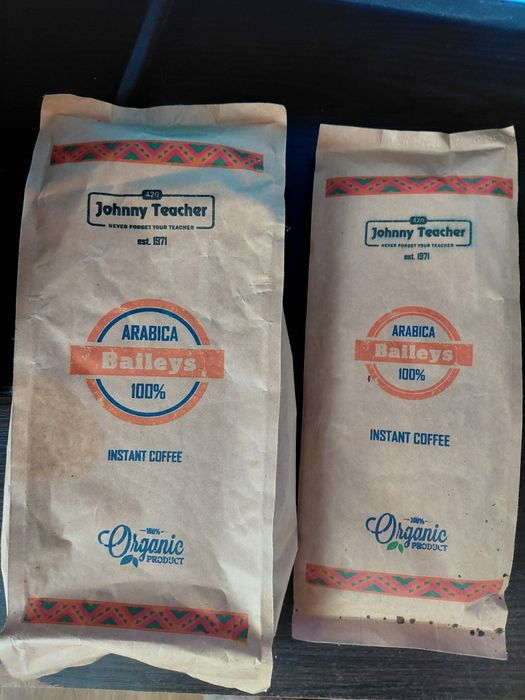 420
Johnny Teacher
NEVER FORGET YOUR TEACHER
est. 1971
ARABICA
Baileys
100%
INSTANT COFFEE
100%
Organic
PRODUCT
420
Johnny Teacher
NEVER FORGET YOUR TEACHER
est. 1971
ARABICA
Baileys
100%
INSTANT COFFEE
100%
Organic
PRODUCT